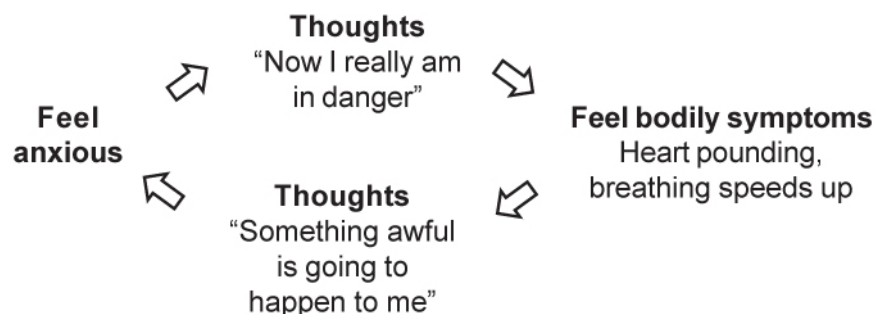 Thoughts
“Now I really am
in danger”
Feel
anxious
Feel bodily symptoms
Heart pounding,
breathing speeds up
Thoughts
“Something awful
is going to
happen to me”